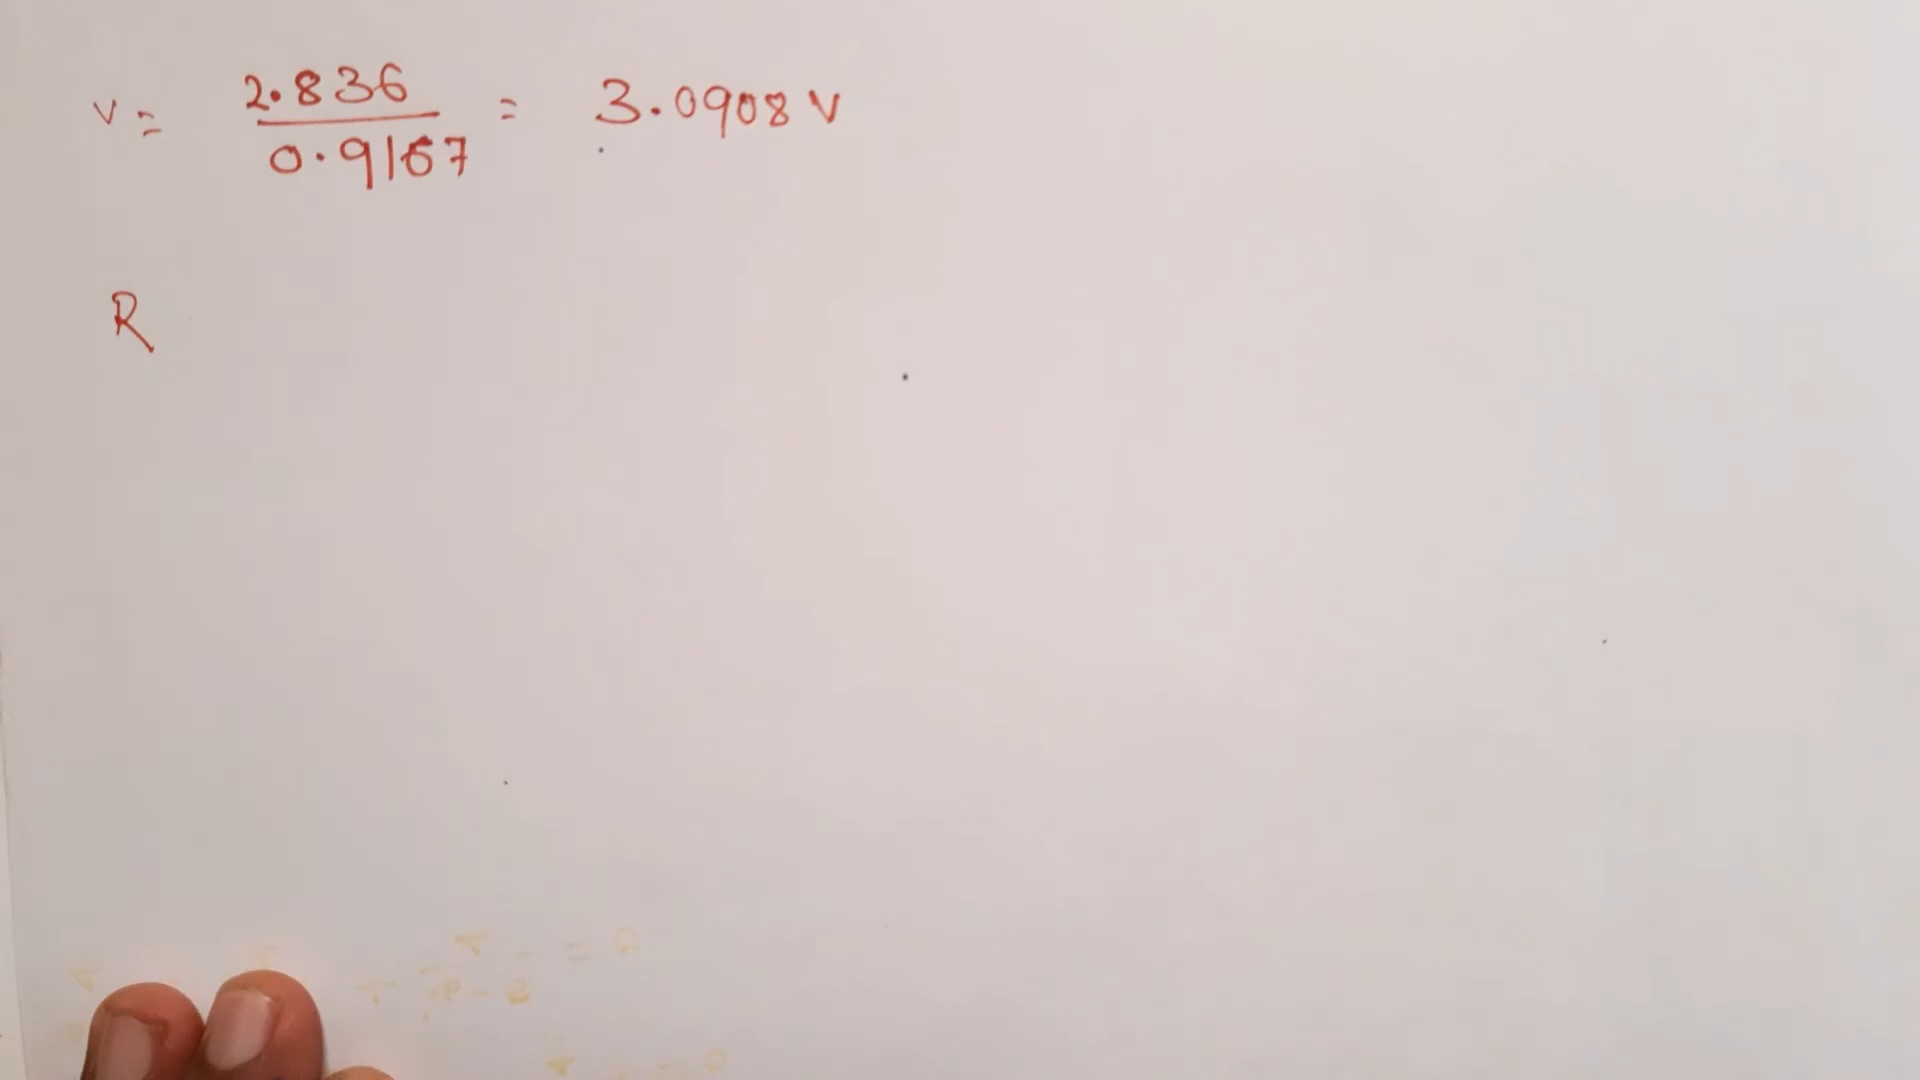 v = 2.836 / 0.9167 = 3.0908 V
R